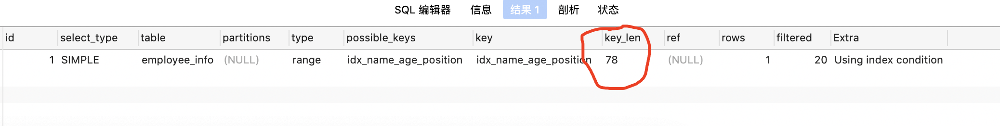 SQL 编辑器 信息 结果 1 剖析 状态
id select_type table partitions type possible_keys key key_len ref rows filtered Extra
1 SIMPLE employee_info (NULL) range idx_name_age_position idx_name_age_position 78 (NULL) 1 20 Using index condition